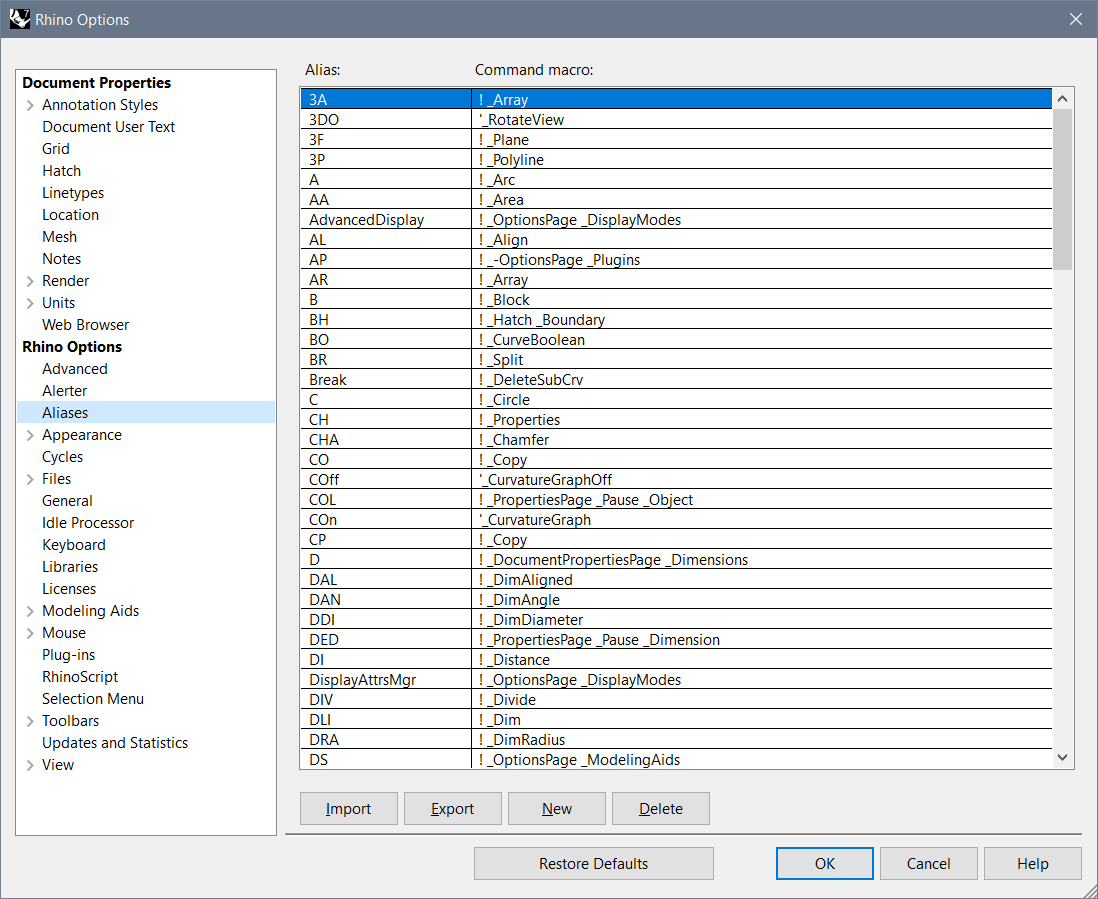 Rhino Options
Document Properties
Annotation Styles
Document User Text
Grid
Hatch
Linetypes
Location
Mesh
Notes
Render
Units
Web Browser
Rhino Options
Advanced
Alerter
Aliases
Appearance
Cycles
Files
General
Idle Processor
Keyboard
Libraries
Licenses
Modeling Aids
Mouse
Plug-ins
RhinoScript
Selection Menu
Toolbars
Updates and Statistics
View
Alias: Command macro:
3A ! _Array
3DO '_RotateView
3F ! _Plane
3P ! _Polyline
A ! _Arc
AA ! _Area
AdvancedDisplay ! _OptionsPage _DisplayModes
AL ! _Align
AP ! _-OptionsPage _Plugins
AR ! _Array
B ! _Block
BH ! _Hatch _Boundary
BO ! _CurveBoolean
BR ! _Split
Break ! _DeleteSubCrv
C ! _Circle
CH ! _Properties
CHA ! _Chamfer
CO ! _Copy
COff '_CurvatureGraphOff
COL ! _PropertiesPage _Pause _Object
COn '_CurvatureGraph
CP ! _Copy
D ! _DocumentPropertiesPage _Dimensions
DAL ! _DimAligned
DAN ! _DimAngle
DDI ! _DimDiameter
DED ! _PropertiesPage _Pause _Dimension
DI ! _Distance
DisplayAttrsMgr ! _OptionsPage _DisplayModes
DIV ! _Divide
DLI ! _Dim
DRA ! _DimRadius
DS ! _OptionsPage _ModelingAids
Import Export New Delete
Restore Defaults OK Cancel Help